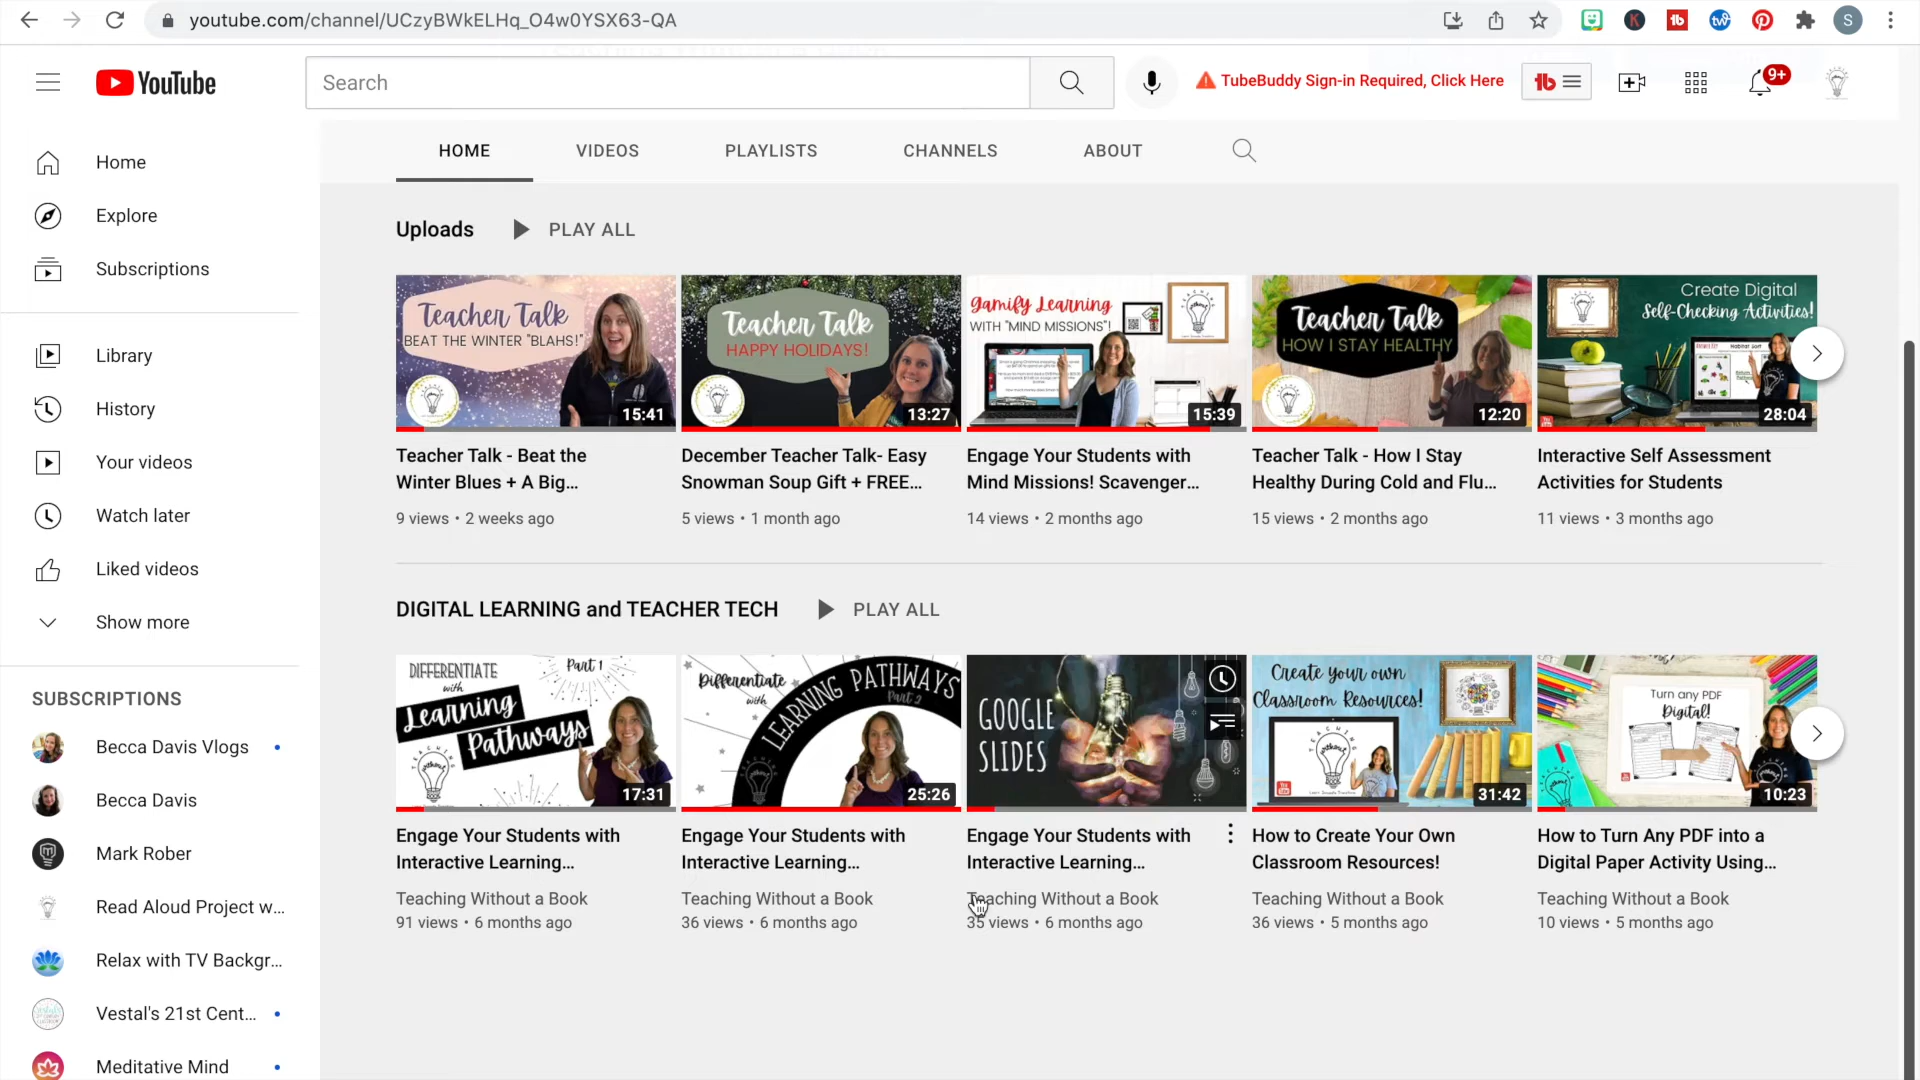 youtube.com/channel/UCzyBWkELHq_O4w0YSX63-QA
S
YouTube
Search
TubeBuddy Sign-in Required, Click Here
9+
Home
Explore
Subscriptions
Library
History
Your videos
Watch later
Liked videos
Show more
SUBSCRIPTIONS
Becca Davis Vlogs
Becca Davis
Mark Rober
Read Aloud Project w...
Relax with TV Backgr...
Vestal's 21st Cent...
Meditative Mind
HOME VIDEOS PLAYLISTS CHANNELS ABOUT
Uploads PLAY ALL
Teacher Talk
BEAT THE WINTER "BLAHS!"
15:41
Teacher Talk - Beat the
Winter Blues + A Big...
9 views • 2 weeks ago
Teacher Talk
HAPPY HOLIDAYS!
13:27
December Teacher Talk- Easy
Snowman Soup Gift + FREE...
5 views • 1 month ago
Gamify Learning
WITH "MIND MISSIONS"!
15:39
Engage Your Students with
Mind Missions! Scavenger...
14 views • 2 months ago
Teacher Talk
HOW I STAY HEALTHY
12:20
Teacher Talk - How I Stay
Healthy During Cold and Flu...
15 views • 2 months ago
Create Digital
Self-Checking Activities!
28:04
Interactive Self Assessment
Activities for Students
11 views • 3 months ago
DIGITAL LEARNING and TEACHER TECH PLAY ALL
DIFFERENTIATE
with
Learning
Pathways
Part 1
TEACHING
without
17:31
Engage Your Students with
Interactive Learning...
Teaching Without a Book
91 views • 6 months ago
Differentiate
with
LEARNING PATHWAYS
Part 2
25:26
Engage Your Students with
Interactive Learning...
Teaching Without a Book
36 views • 6 months ago
GOOGLE
SLIDES
Engage Your Students with
Interactive Learning...
Teaching Without a Book
35 views • 6 months ago
Create your own
Classroom Resources!
31:42
How to Create Your Own
Classroom Resources!
Teaching Without a Book
36 views • 5 months ago
Turn any PDF
Digital!
10:23
How to Turn Any PDF into a
Digital Paper Activity Using...
Teaching Without a Book
10 views • 5 months ago